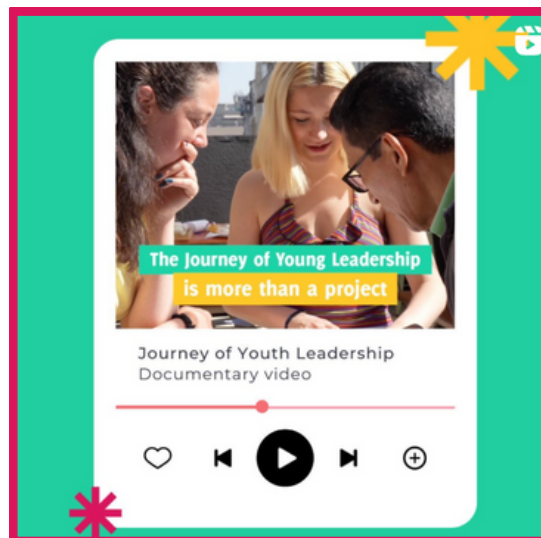 The Journey of Young Leadership
is more than a project
Journey of Youth Leadership
Documentary video